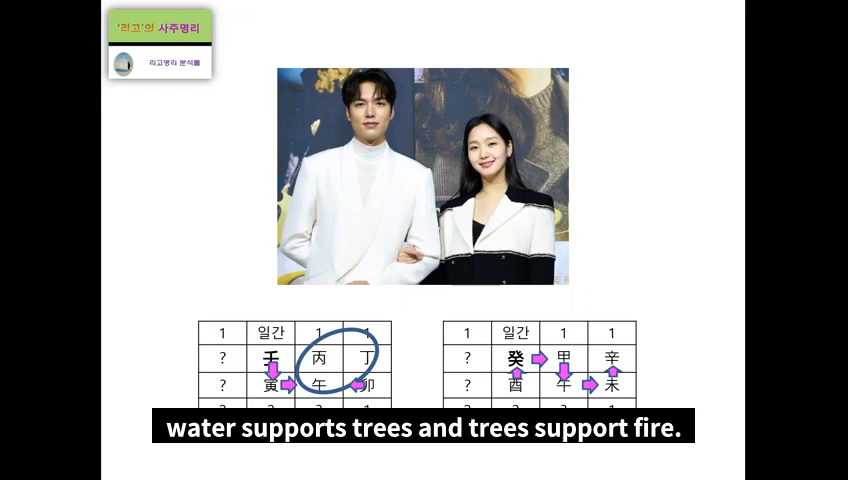 '리고'의 사주명리
리고명리 분석들
1 일간 1 1
? 壬 丙 丁
? 寅 午 卯
1 일간 1 1
? 癸 甲 辛
? 酉 午 未
water supports trees and trees support fire.